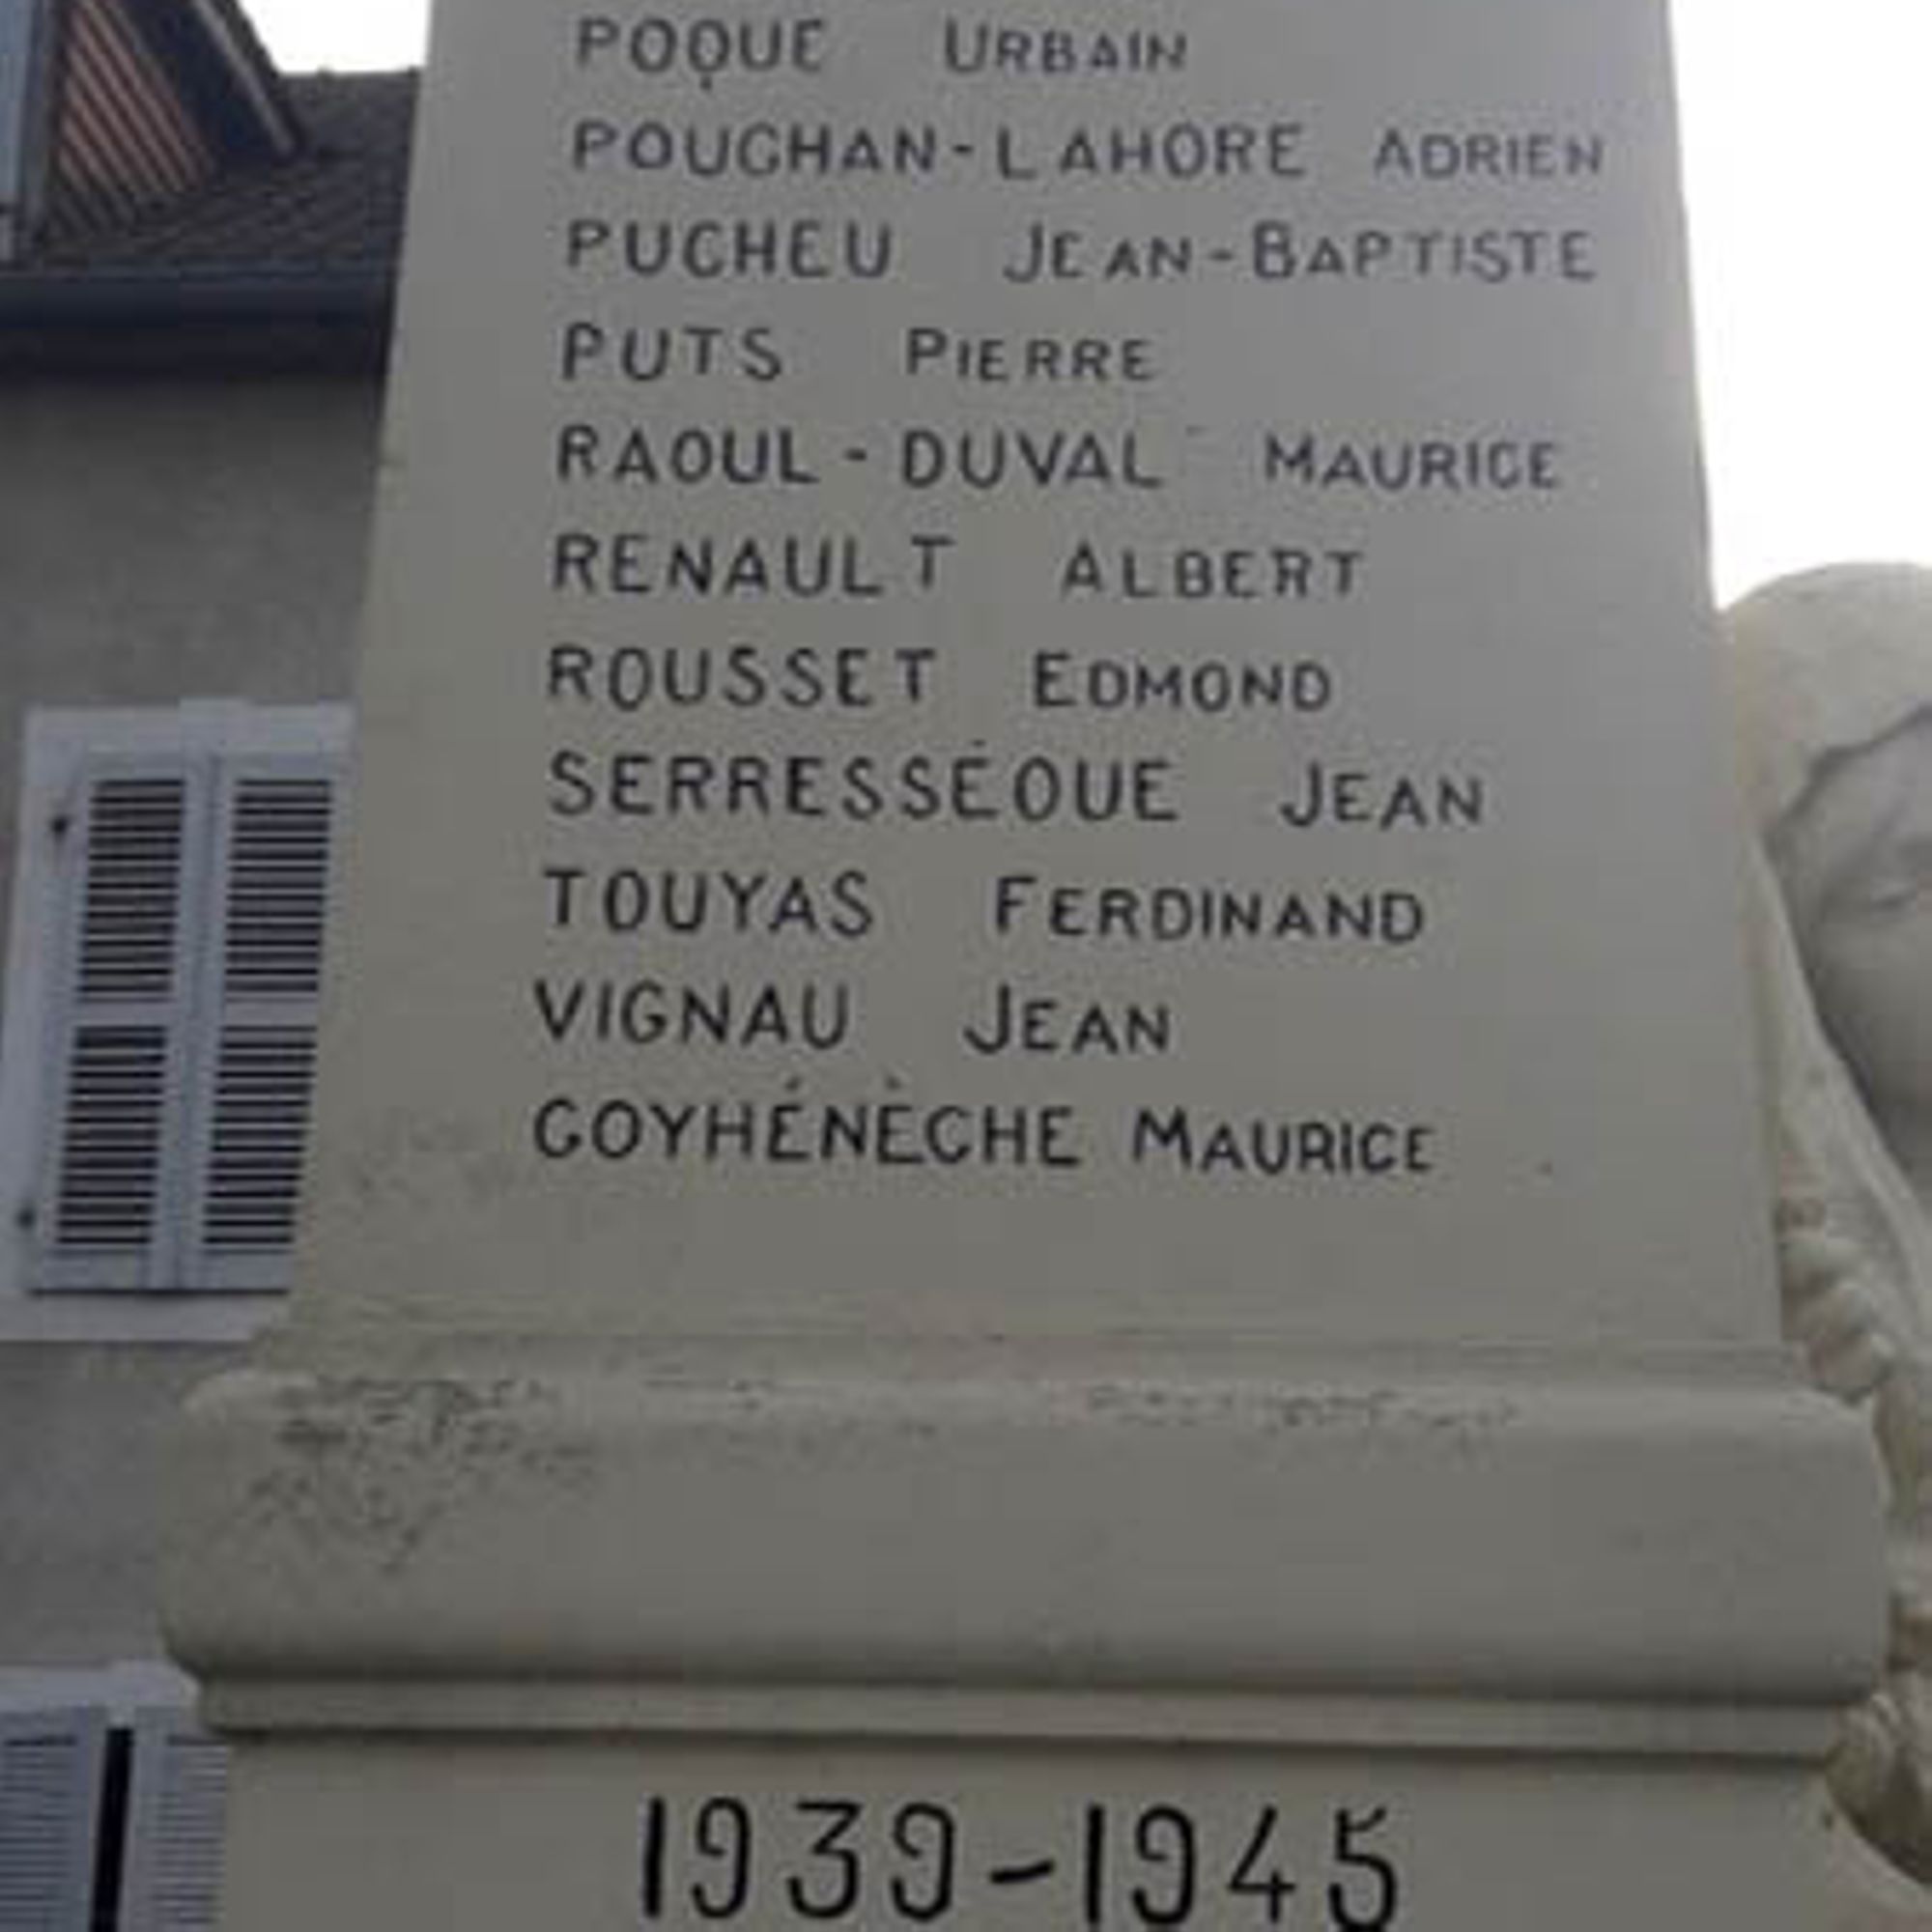 POQUE URBAIN
POUCHAN-LAHORE ADRIEN
PUCHEU JEAN-BAPTISTE
PUTS PIERRE
RAOUL-DUVAL MAURICE
RENAULT ALBERT
ROUSSET EDMOND
SERRESSÉQUE JEAN
TOUYAS FERDINAND
VIGNAU JEAN
GOYHÉNÈCHE MAURICE
1939-1945